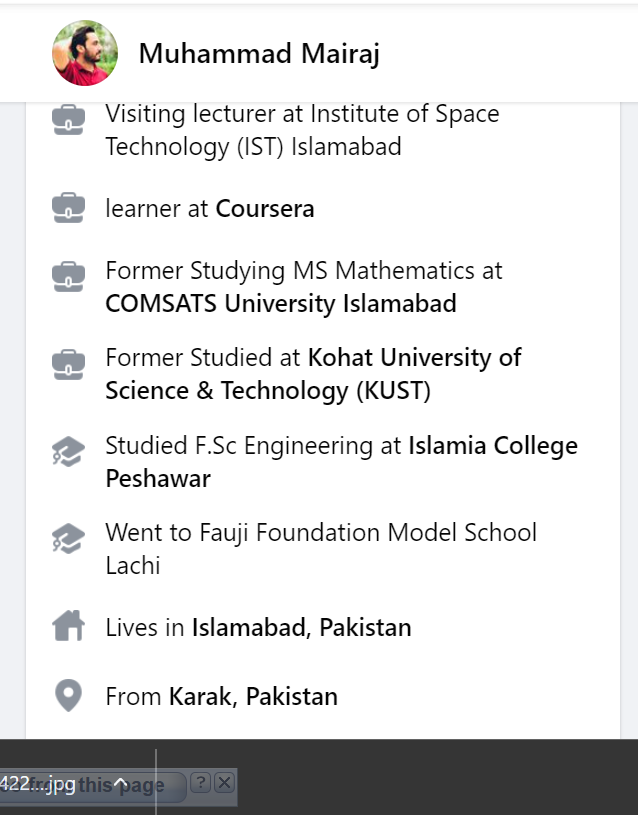 Muhammad Mairaj
Visiting lecturer at Institute of Space
Technology (IST) Islamabad
learner at Coursera
Former Studying MS Mathematics at
COMSATS University Islamabad
Former Studied at Kohat University of
Science & Technology (KUST)
Studied F.Sc Engineering at Islamia College
Peshawar
Went to Fauji Foundation Model School
Lachi
Lives in Islamabad, Pakistan
From Karak, Pakistan
422....jpg
from this page ? X